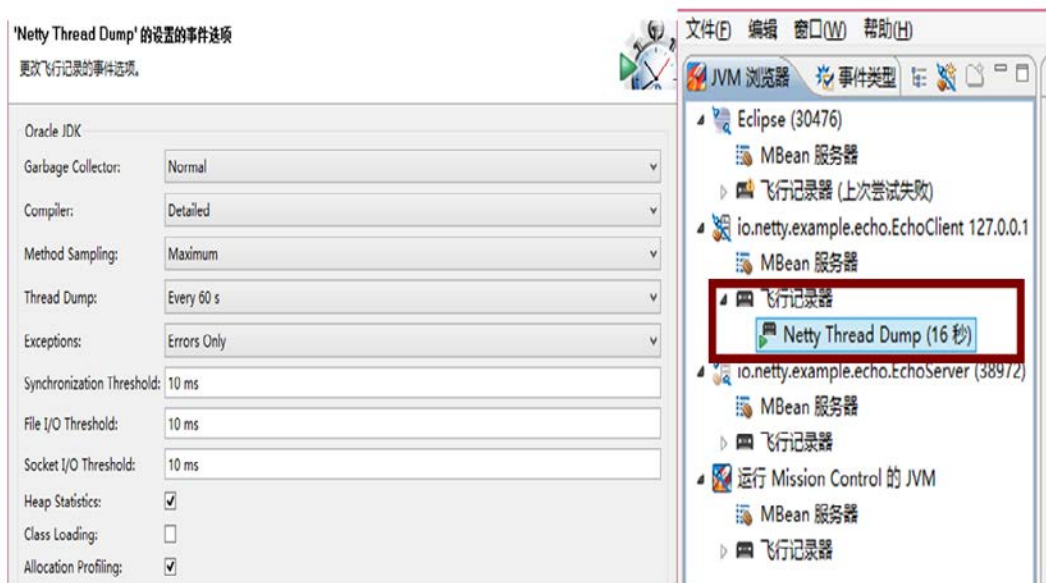 'Netty Thread Dump' 的设置的事件选项
更改飞行记录的事件选项。
Oracle JDK
Garbage Collector: Normal
Compiler: Detailed
Method Sampling: Maximum
Thread Dump: Every 60 s
Exceptions: Errors Only
Synchronization Threshold: 10 ms
File I/O Threshold: 10 ms
Socket I/O Threshold: 10 ms
Heap Statistics:
Class Loading:
Allocation Profiling:
文件(F) 编辑 窗口(W) 帮助(H)
JVM 浏览器 事件类型
Eclipse (30476)
MBean 服务器
飞行记录器 (上次尝试失败)
io.netty.example.echo.EchoClient 127.0.0.1
MBean 服务器
飞行记录器
Netty Thread Dump (16 秒)
io.netty.example.echo.EchoServer (38972)
MBean 服务器
飞行记录器
运行 Mission Control 的 JVM
MBean 服务器
飞行记录器